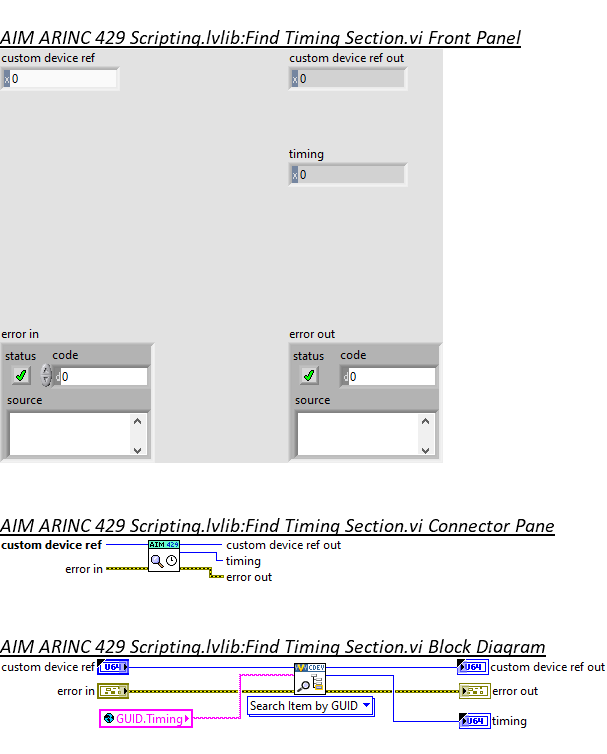 AIM ARINC 429 Scripting.lvlib:Find Timing Section.vi Front Panel
custom device ref
custom device ref out
x 0
x 0
timing
x 0
error in
error out
status code
status code
d 0
d 0
source
source
AIM ARINC 429 Scripting.lvlib:Find Timing Section.vi Connector Pane
custom device ref
AIM 429
custom device ref out
timing
error in
error out
AIM ARINC 429 Scripting.lvlib:Find Timing Section.vi Block Diagram
custom device ref
U64
CDEV
U64
custom device ref out
error in
error out
Search Item by GUID
GUID.Timing
U64
timing